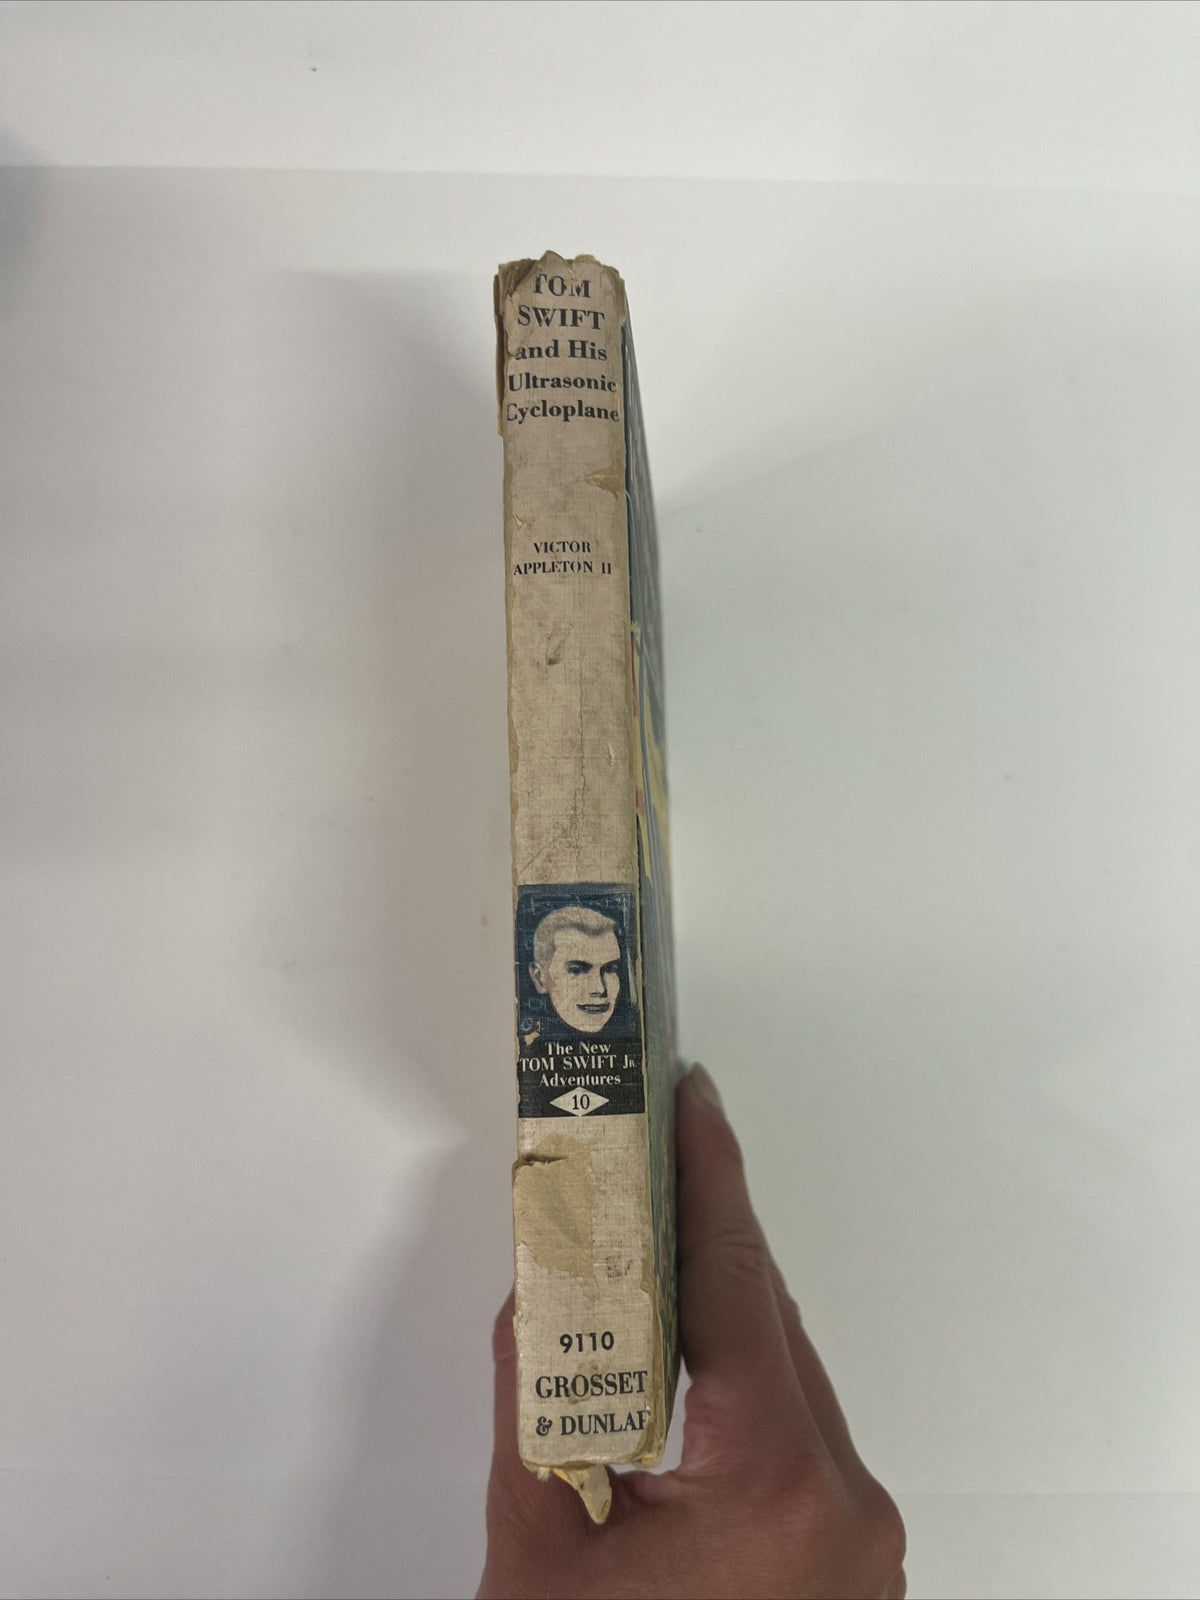 TOM
SWIFT
and His
Ultrasonic
Cycloplane
VICTOR
APPLETON II
The New
TOM SWIFT JR.
Adventures
10
9110
GROSSET
& DUNLAP